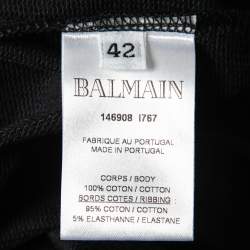 42
BALMAIN
146908 I767
FABRIQUE AU PORTUGAL
MADE IN PORTUGAL
CORPS / BODY
100% COTON / COTTON
BORDS COTES / RIBBING :
95% COTON / COTTON
5% ELASTHANNE / ELASTANE